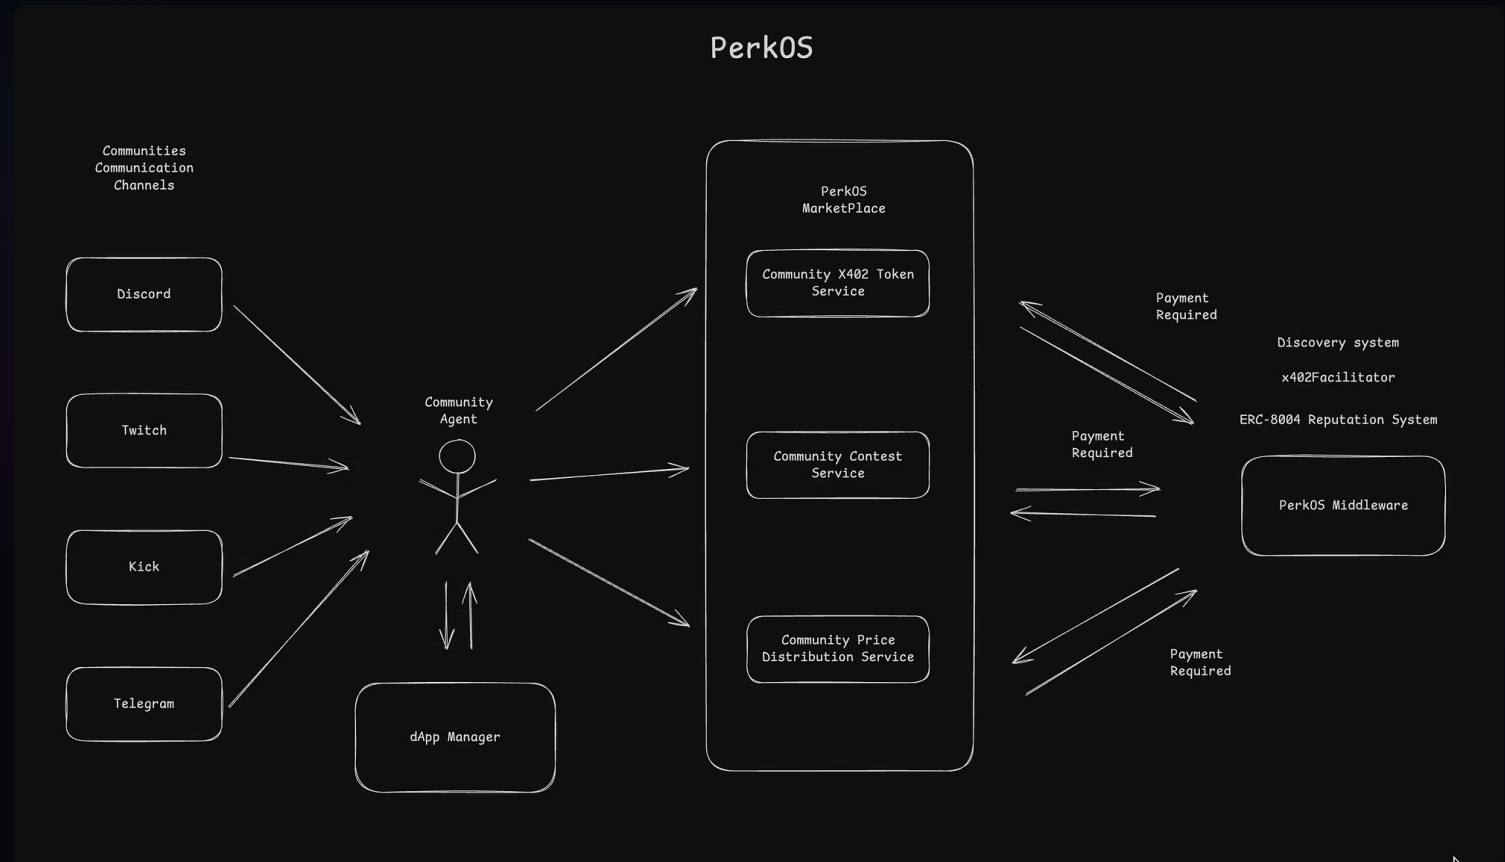 PerkOS
Communities
Communication
Channels
Discord
Twitch
Kick
Telegram
Community
Agent
dApp Manager
PerkOS
MarketPlace
Community X402 Token
Service
Community Contest
Service
Community Price
Distribution Service
Payment
Required
Payment
Required
Payment
Required
Discovery system
x402Facilitator
ERC-8004 Reputation System
PerkOS Middleware